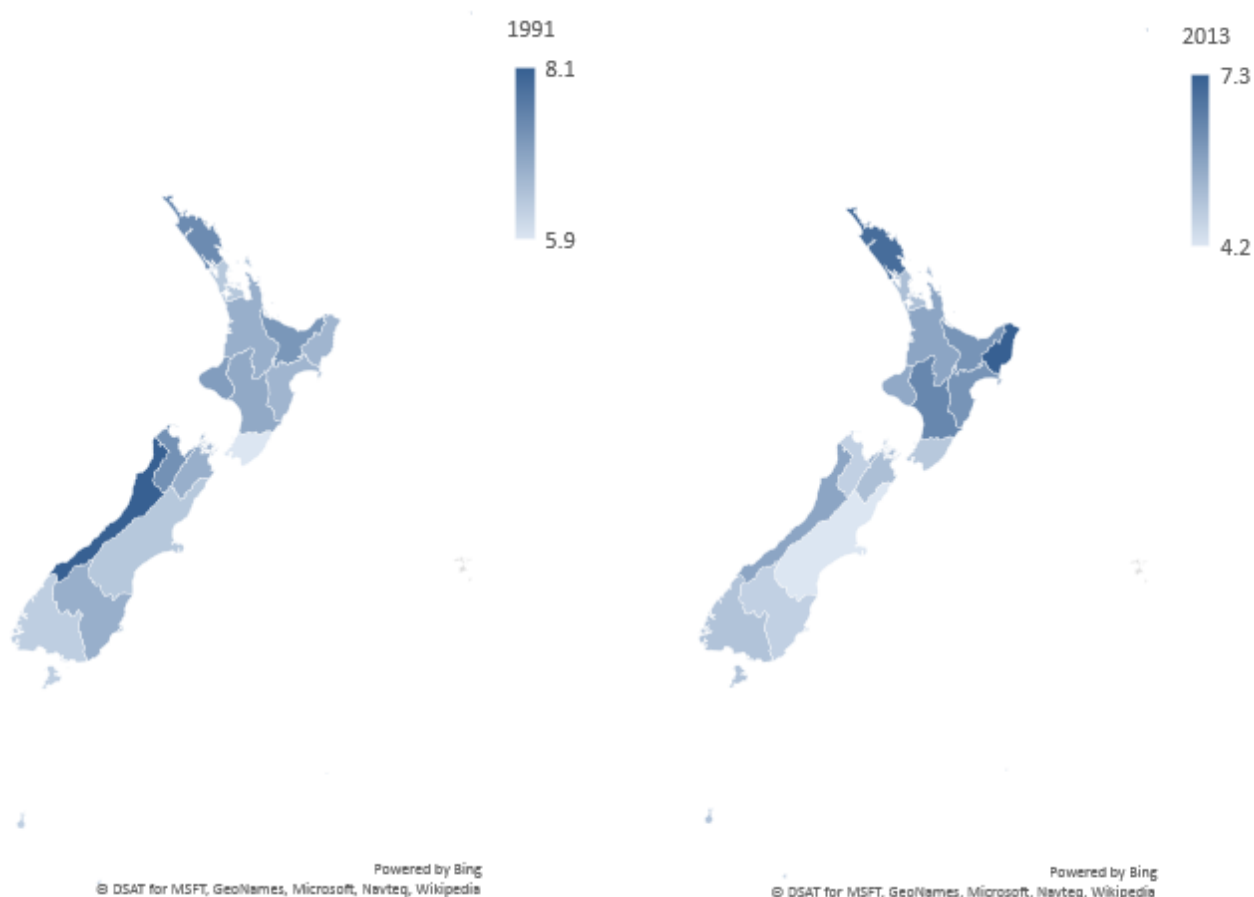 1991
8.1
5.9
Powered by Bing
© DSAT for MSFT, GeoNames, Microsoft, Navteq, Wikipedia
2013
7.3
4.2
Powered by Bing
© DSAT for MSFT, GeoNames, Microsoft, Navteq, Wikipedia